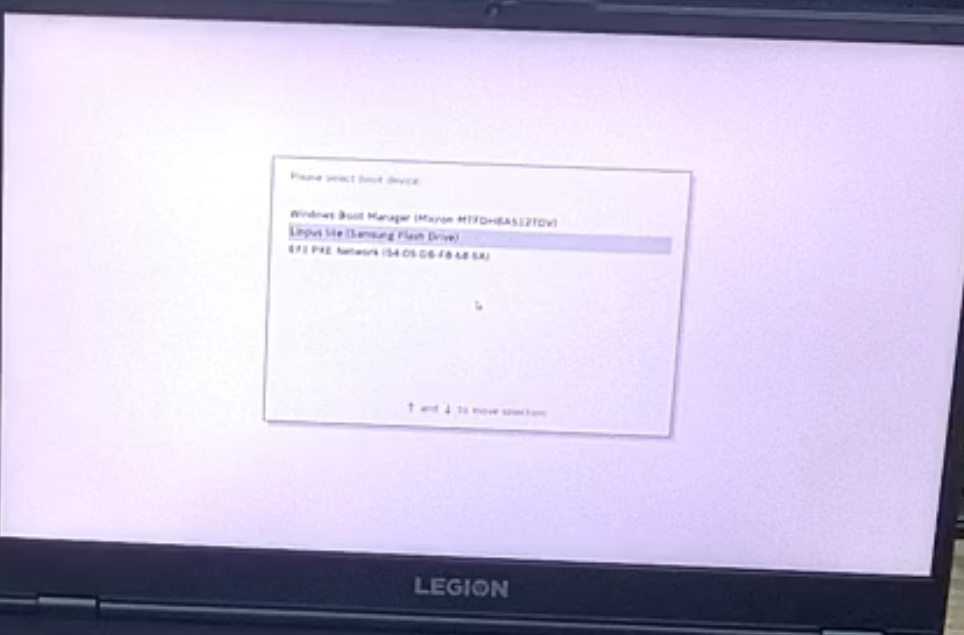 Please select boot device:
Windows Boot Manager (Micron
Linpus lite (Samsung Flash Drive)
EFI PXE Network
↑ and ↓ to move selection
LEGION